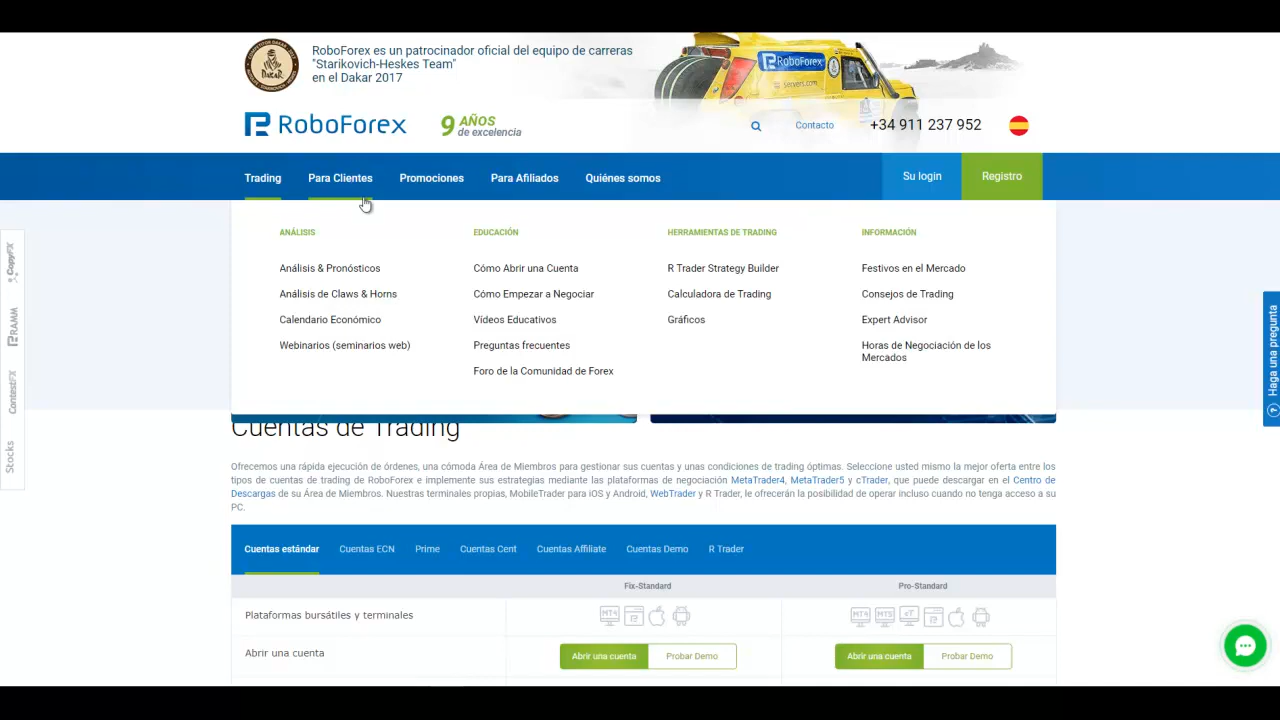 RoboForex es un patrocinador oficial del equipo de carreras
"Starikovich-Heskes Team"
en el Dakar 2017
DAKAR
RoboForex
Servers.com
RoboForex
9 AÑOS
de excelencia
Contacto
+34 911 237 952
Trading
Para Clientes
Promociones
Para Afiliados
Quiénes somos
Su login
Registro
ANÁLISIS
Análisis & Pronósticos
Análisis de Claws & Horns
Calendario Económico
Webinarios (seminarios web)
EDUCACIÓN
Cómo Abrir una Cuenta
Cómo Empezar a Negociar
Vídeos Educativos
Preguntas frecuentes
Foro de la Comunidad de Forex
HERRAMIENTAS DE TRADING
R Trader Strategy Builder
Calculadora de Trading
Gráficos
INFORMACIÓN
Festivos en el Mercado
Consejos de Trading
Expert Advisor
Horas de Negociación de los
Mercados
CopyFX
RAMM
ContestFX
Stocks
Haga una pregunta
Cuentas de Trading
Ofrecemos una rápida ejecución de órdenes, una cómoda Área de Miembros para gestionar sus cuentas y unas condiciones de trading óptimas. Seleccione usted mismo la mejor oferta entre los
tipos de cuentas de trading de RoboForex e implemente sus estrategias mediante las plataformas de negociación MetaTrader4, MetaTrader5 y cTrader, que puede descargar en el Centro de
Descargas de su Área de Miembros. Nuestras terminales propias, MobileTrader para iOS y Android, WebTrader y R Trader, le ofrecerán la posibilidad de operar incluso cuando no tenga acceso a su
PC.
Cuentas estándar
Cuentas ECN
Prime
Cuentas Cent
Cuentas Affiliate
Cuentas Demo
R Trader
Fix-Standard
Pro-Standard
Plataformas bursátiles y terminales
MT4
MT4
MT5
cT
Abrir una cuenta
Abrir una cuenta
Probar Demo
Abrir una cuenta
Probar Demo